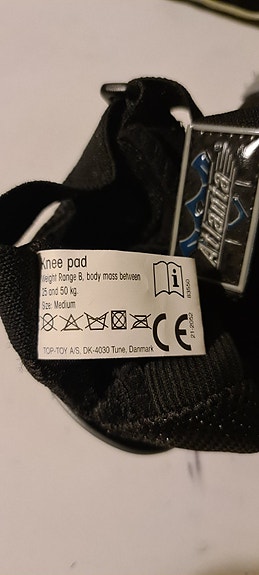 Knee pad
Weight Range B, body mass between
25 and 50 kg.
Size: Medium
TOP-TOY A/S, DK-4030 Tune, Danmark
CE
21-2052
83550
Atlanta